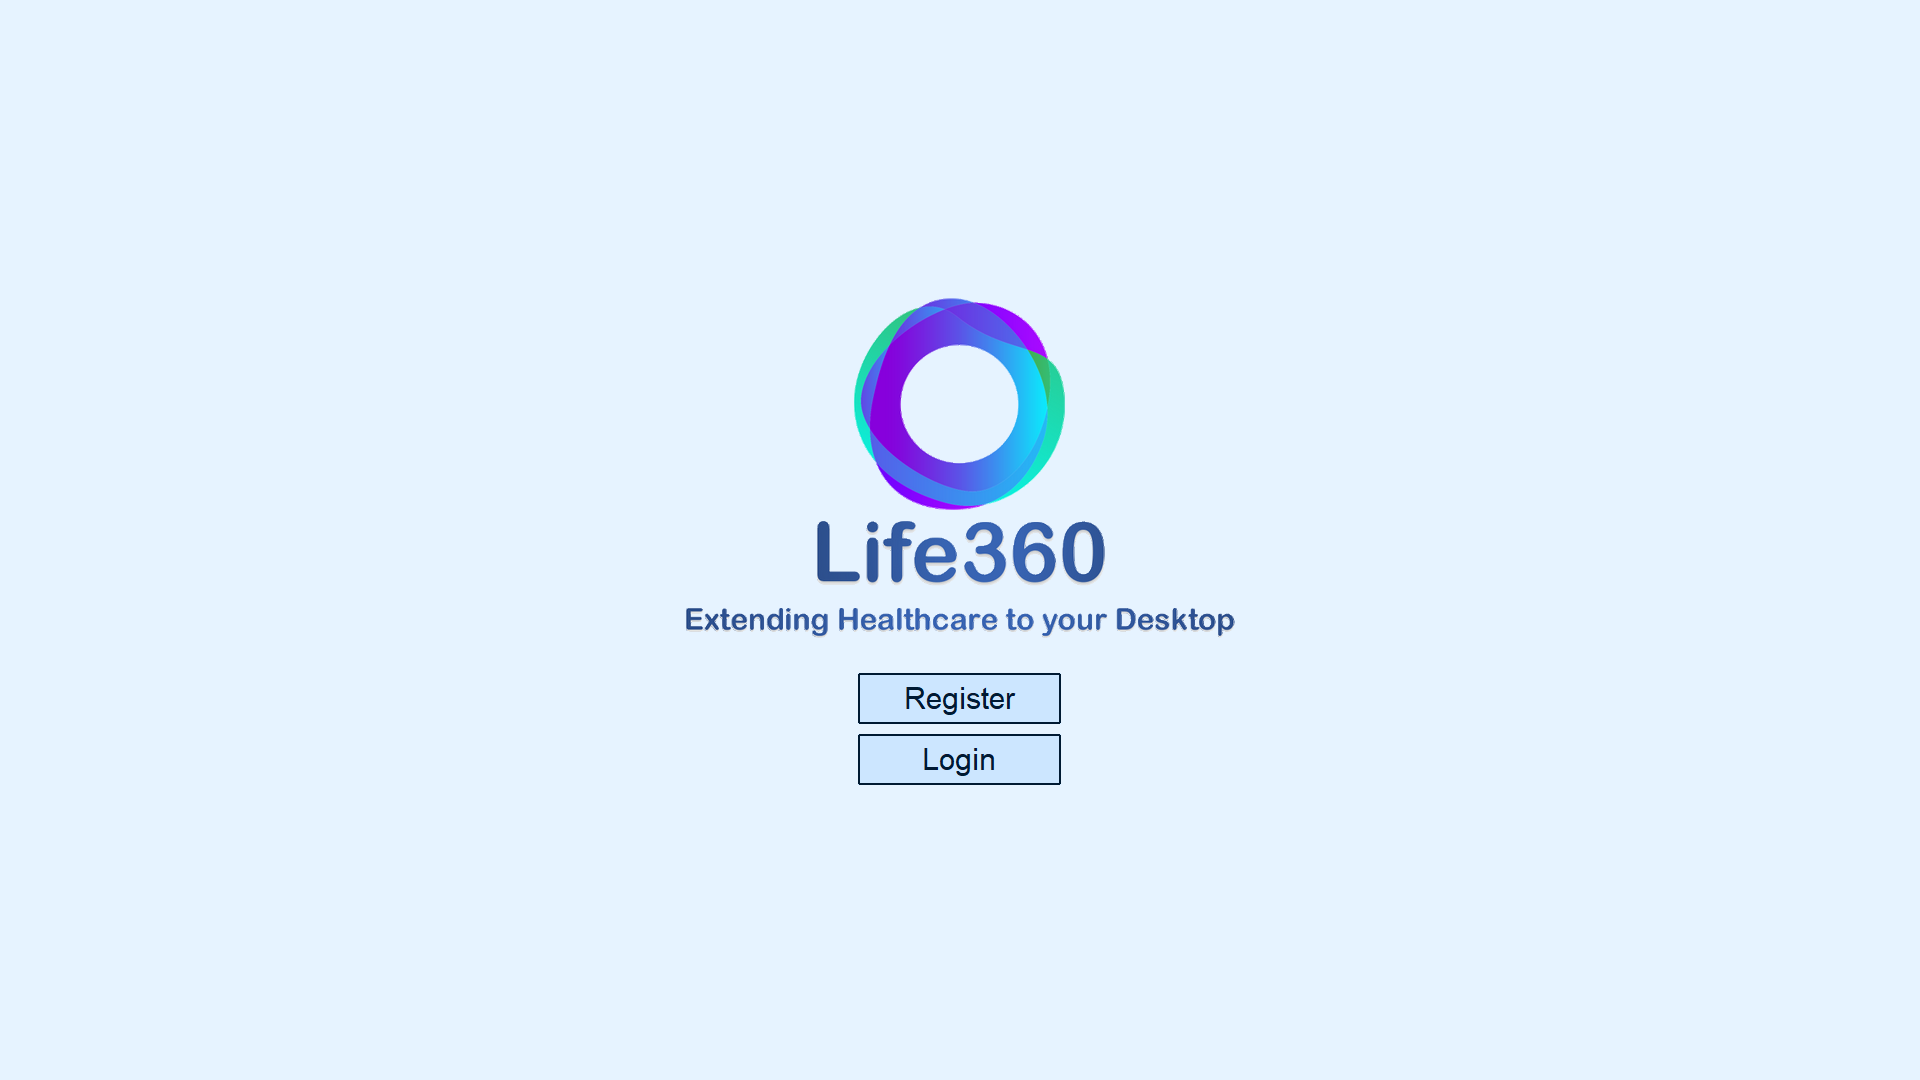 Life360
Extending Healthcare to your Desktop
Register
Login